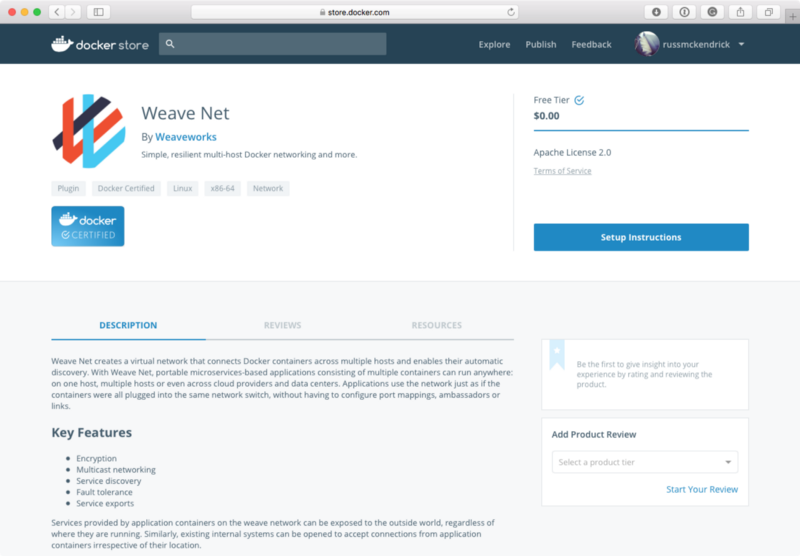 store.docker.com
docker store
Explore
Publish
Feedback
russmckendrick
Weave Net
By Weaveworks
Simple, resilient multi-host Docker networking and more.
Plugin
Docker Certified
Linux
x86-64
Network
docker
CERTIFIED
Free Tier
$0.00
Apache License 2.0
Terms of Service
Setup Instructions
DESCRIPTION
REVIEWS
RESOURCES
Weave Net creates a virtual network that connects Docker containers across multiple hosts and enables their automatic
discovery. With Weave Net, portable microservices-based applications consisting of multiple containers can run anywhere:
on one host, multiple hosts or even across cloud providers and data centers. Applications use the network just as if the
containers were all plugged into the same network switch, without having to configure port mappings, ambassadors or
links.
Key Features
Encryption
Multicast networking
Service discovery
Fault tolerance
Service exports
Services provided by application containers on the weave network can be exposed to the outside world, regardless of
where they are running. Similarly, existing internal systems can be opened to accept connections from application
containers irrespective of their location.
Be the first to give insight into your
experience by rating and reviewing the
product.
Add Product Review
Select a product tier
Start Your Review